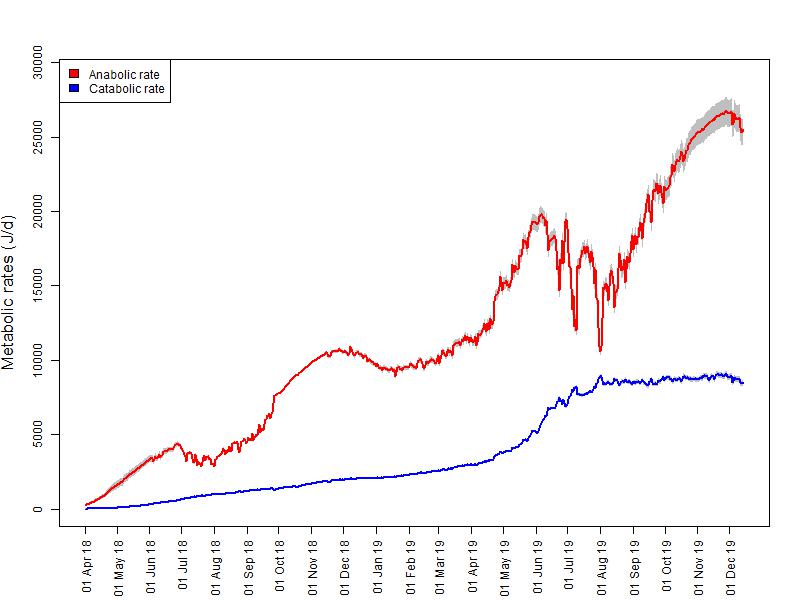 30000
25000
20000
15000
10000
5000
0
Metabolic rates (J/d)
Anabolic rate
Catabolic rate
01 Apr 18
01 May 18
01 Jun 18
01 Jul 18
01 Aug 18
01 Sep 18
01 Oct 18
01 Nov 18
01 Dec 18
01 Jan 19
01 Feb 19
01 Mar 19
01 Apr 19
01 May 19
01 Jun 19
01 Jul 19
01 Aug 19
01 Sep 19
01 Oct 19
01 Nov 19
01 Dec 19